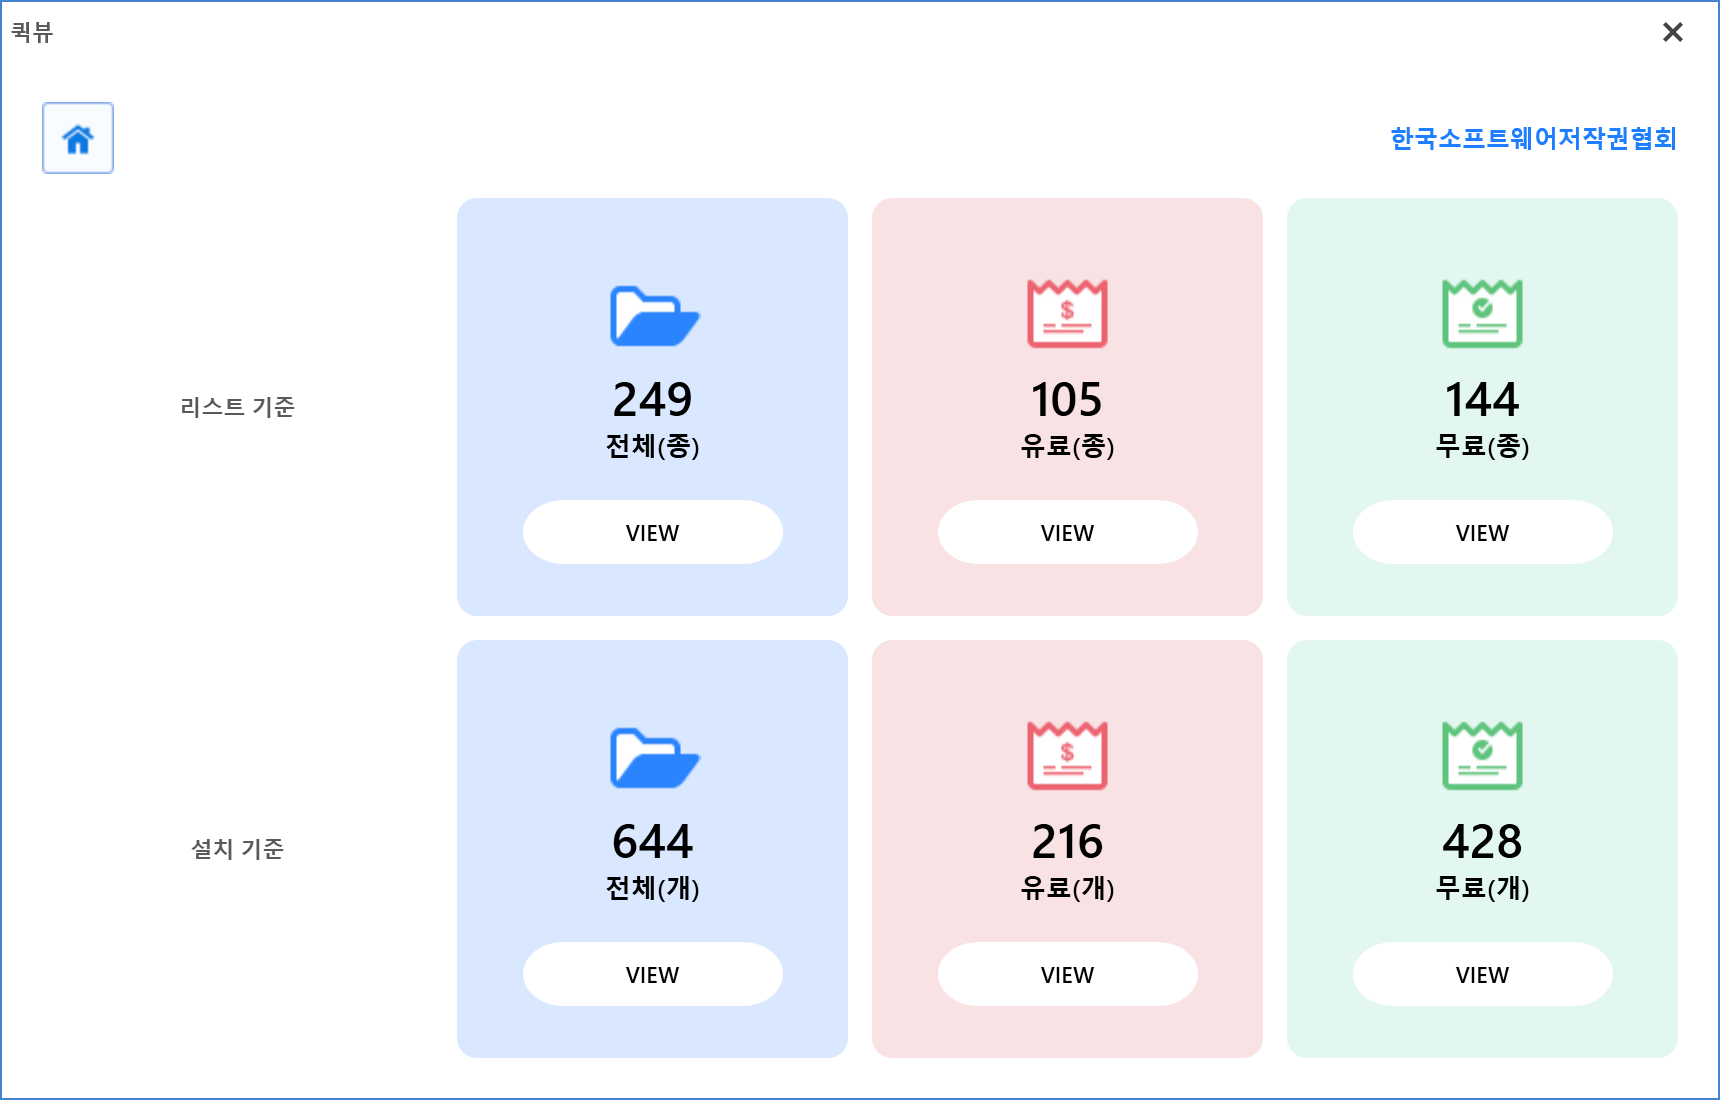 퀵뷰
한국소프트웨어저작권협회
리스트 기준
249
전체(종)
VIEW
105
유료(종)
VIEW
144
무료(종)
VIEW
설치 기준
644
전체(개)
VIEW
216
유료(개)
VIEW
428
무료(개)
VIEW